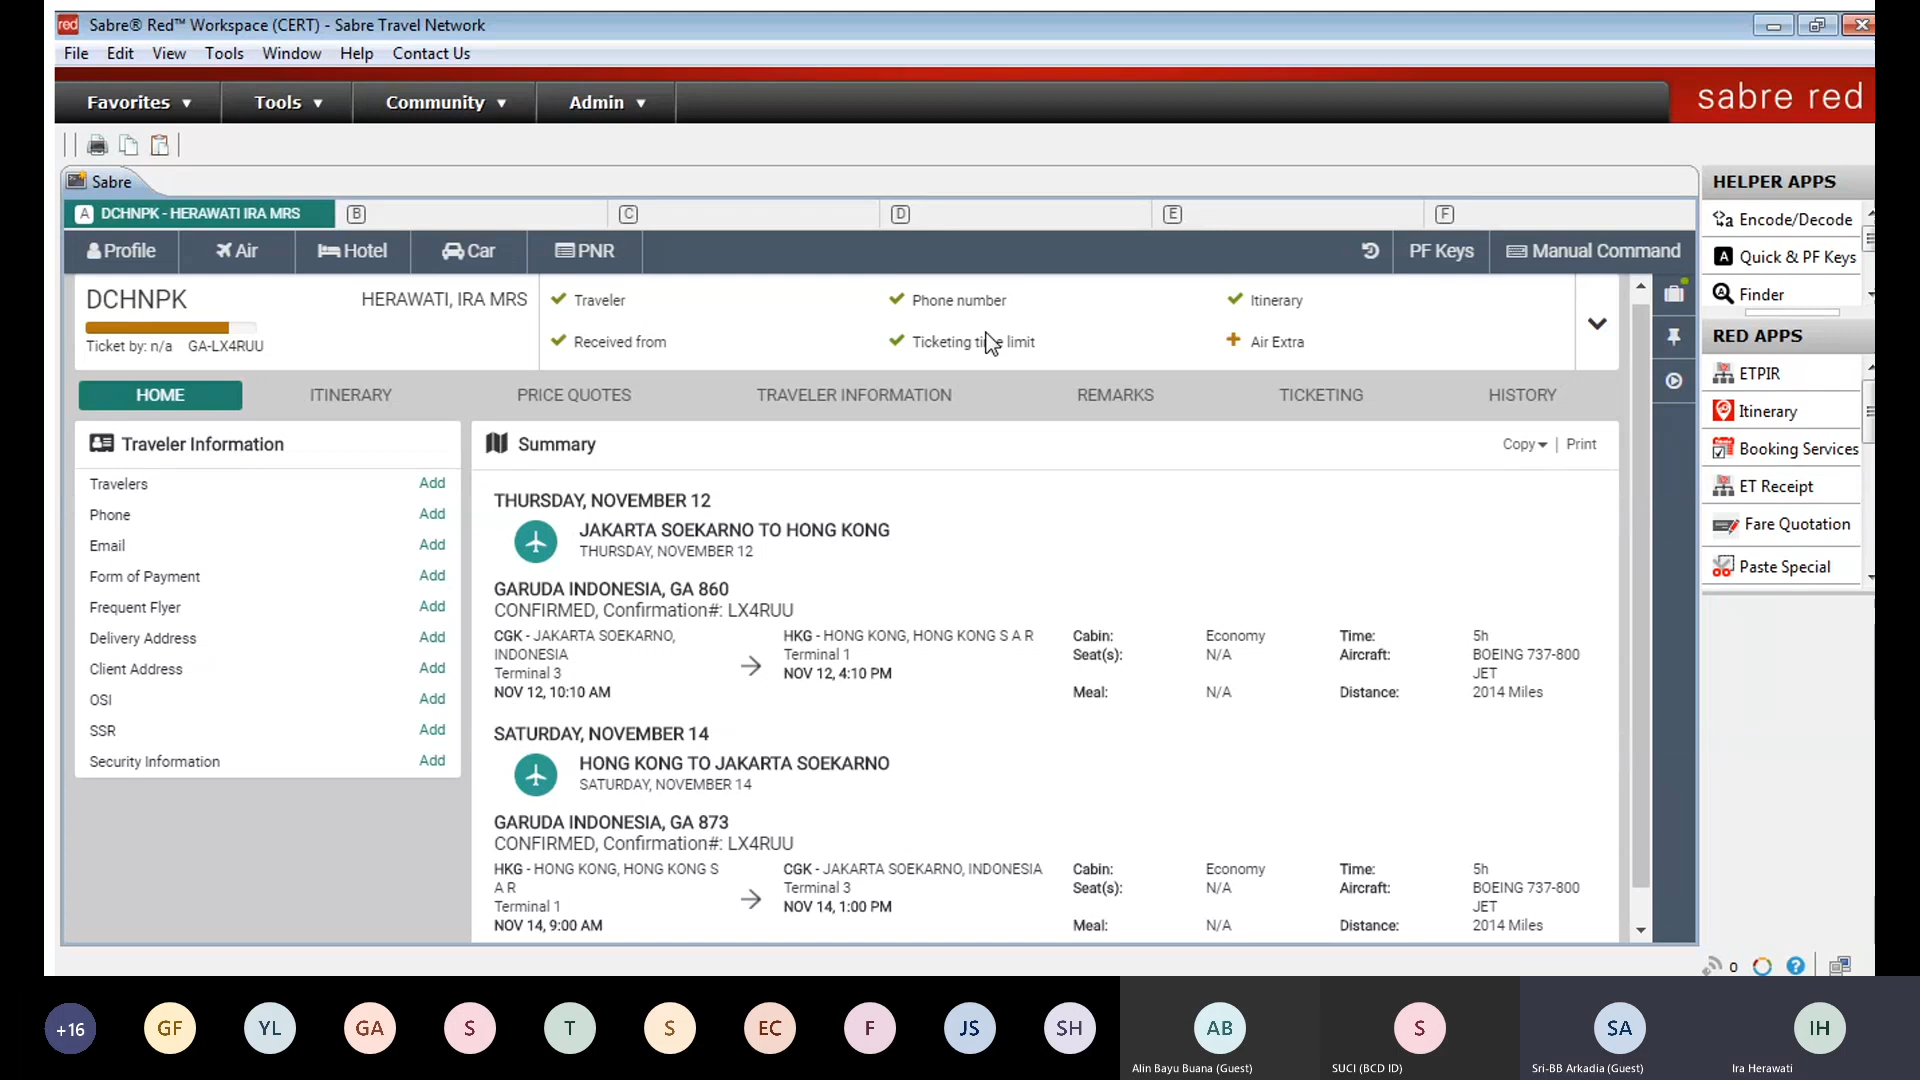 red Sabre® Red™ Workspace (CERT) - Sabre Travel Network
File Edit View Tools Window Help Contact Us
Favorites ▼ Tools ▼ Community ▼ Admin ▼ sabre red
Sabre
A DCHNPK - HERAWATI IRA MRS B C D E F
Profile Air Hotel Car PNR PF Keys Manual Command
DCHNPK HERAWATI, IRA MRS
Ticket by: n/a GA-LX4RUU
Traveler Phone number Itinerary
Received from Ticketing limit Air Extra
HOME ITINERARY PRICE QUOTES TRAVELER INFORMATION REMARKS TICKETING HISTORY
Traveler Information
Travelers Add
Phone Add
Email Add
Form of Payment Add
Frequent Flyer Add
Delivery Address Add
Client Address Add
OSI Add
SSR Add
Security Information Add
Summary Copy | Print
THURSDAY, NOVEMBER 12
JAKARTA SOEKARNO TO HONG KONG
THURSDAY, NOVEMBER 12
GARUDA INDONESIA, GA 860
CONFIRMED, Confirmation#: LX4RUU
CGK - JAKARTA SOEKARNO,
INDONESIA
Terminal 3
NOV 12, 10:10 AM
HKG - HONG KONG, HONG KONG S A R
Terminal 1
NOV 12, 4:10 PM
Cabin: Economy
Seat(s): N/A
Meal: N/A
Time: 5h
Aircraft: BOEING 737-800
JET
Distance: 2014 Miles
SATURDAY, NOVEMBER 14
HONG KONG TO JAKARTA SOEKARNO
SATURDAY, NOVEMBER 14
GARUDA INDONESIA, GA 873
CONFIRMED, Confirmation#: LX4RUU
HKG - HONG KONG, HONG KONG S
A R
Terminal 1
NOV 14, 9:00 AM
CGK - JAKARTA SOEKARNO, INDONESIA
Terminal 3
NOV 14, 1:00 PM
Cabin: Economy
Seat(s): N/A
Meal: N/A
Time: 5h
Aircraft: BOEING 737-800
JET
Distance: 2014 Miles
HELPER APPS
Encode/Decode
A Quick & PF Keys
Finder
RED APPS
ETPIR
Itinerary
Booking Services
ET Receipt
Fare Quotation
Paste Special
0
+16 GF YL GA S T S EC F JS SH AB S SA IH
Alin Bayu Buana (Guest) SUCI (BCD ID) Sri-BB Arkadia (Guest) Ira Herawati